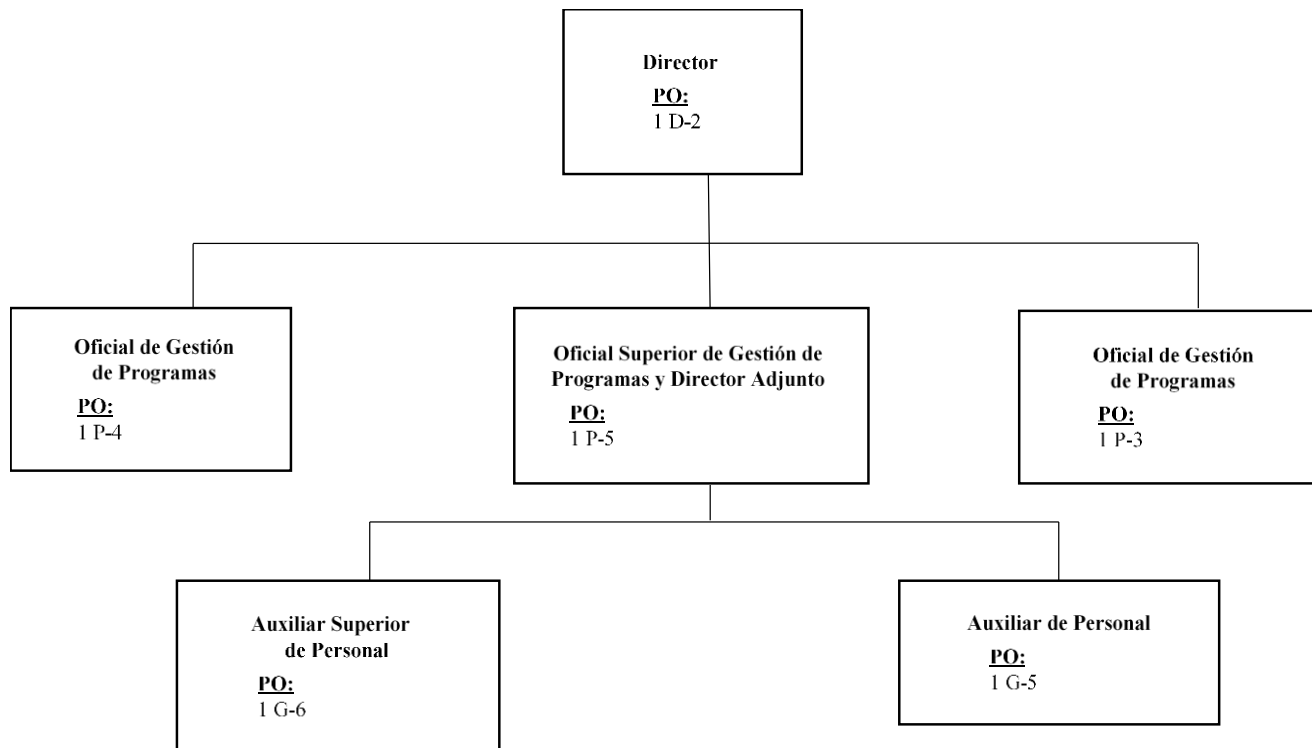 Director
PO:
1 D-2
Oficial de Gestión
de Programas
PO:
1 P-4
Oficial Superior de Gestión de
Programas y Director Adjunto
PO:
1 P-5
Oficial de Gestión
de Programas
PO:
1 P-3
Auxiliar Superior
de Personal
PO:
1 G-6
Auxiliar de Personal
PO:
1 G-5